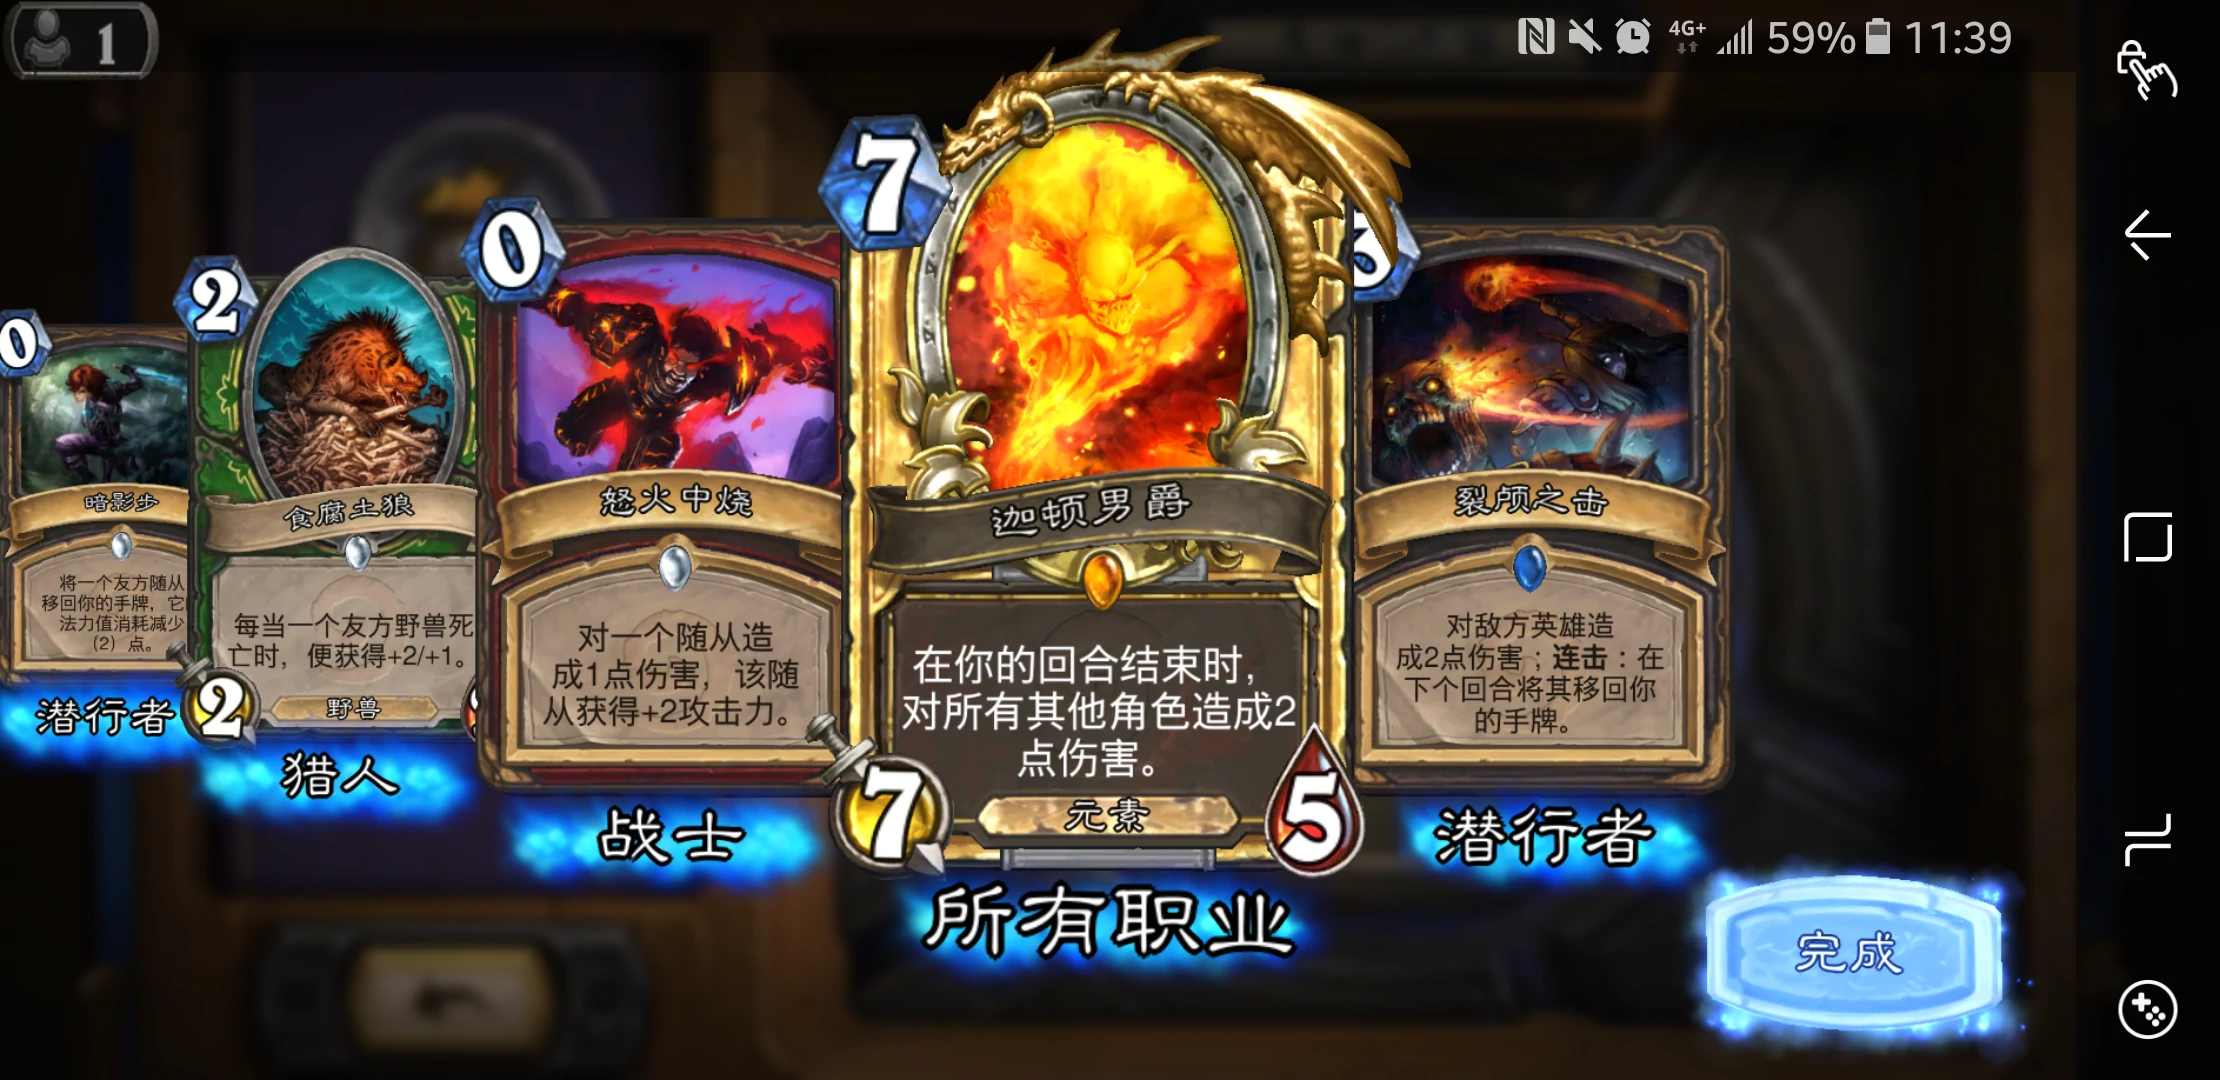 1
4G+
59%
11:39
0
暗影步
将一个友方随从
移回你的手牌，它
法力值消耗减少
（2）点。
潜行者
2
食腐土狼
每当一个友方野兽死
亡时，便获得+2/+1。
2
野兽
猎人
0
怒火中烧
对一个随从造
成1点伤害，该随
从获得+2攻击力。
战士
7
迦顿男爵
在你的回合结束时，
对所有其他角色造成2
点伤害。
7
元素
5
所有职业
裂颅之击
对敌方英雄造
成2点伤害；连击：在
下个回合将其移回你
的手牌。
潜行者
完成